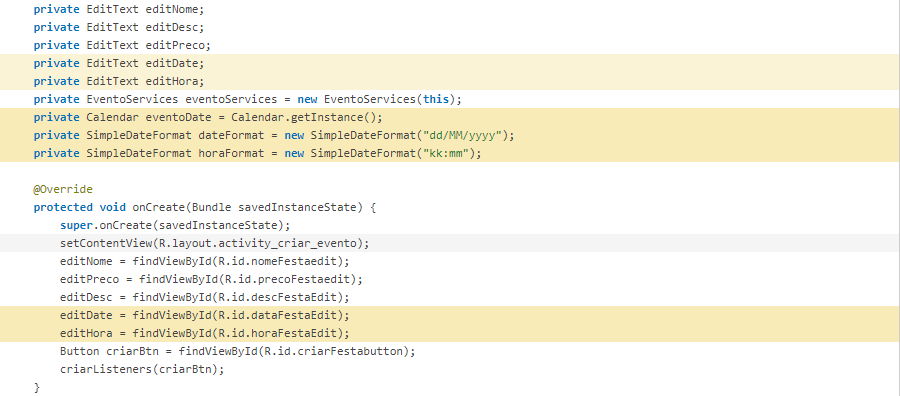 private EditText editNome;
private EditText editDesc;
private EditText editPreco;
private EditText editDate;
private EditText editHora;
private EventoServices eventoServices = new EventoServices(this);
private Calendar eventoDate = Calendar.getInstance();
private SimpleDateFormat dateFormat = new SimpleDateFormat("dd/MM/yyyy");
private SimpleDateFormat horaFormat = new SimpleDateFormat("kk:mm");
@Override
protected void onCreate(Bundle savedInstanceState) {
super.onCreate(savedInstanceState);
setContentView(R.layout.activity_criar_evento);
editNome = findViewById(R.id.nomeFestaedit);
editPreco = findViewById(R.id.precoFestaedit);
editDesc = findViewById(R.id.descFestaEdit);
editDate = findViewById(R.id.dataFestaEdit);
editHora = findViewById(R.id.horaFestaEdit);
Button criarBtn = findViewById(R.id.criarFestabutton);
criarListeners(criarBtn);
}